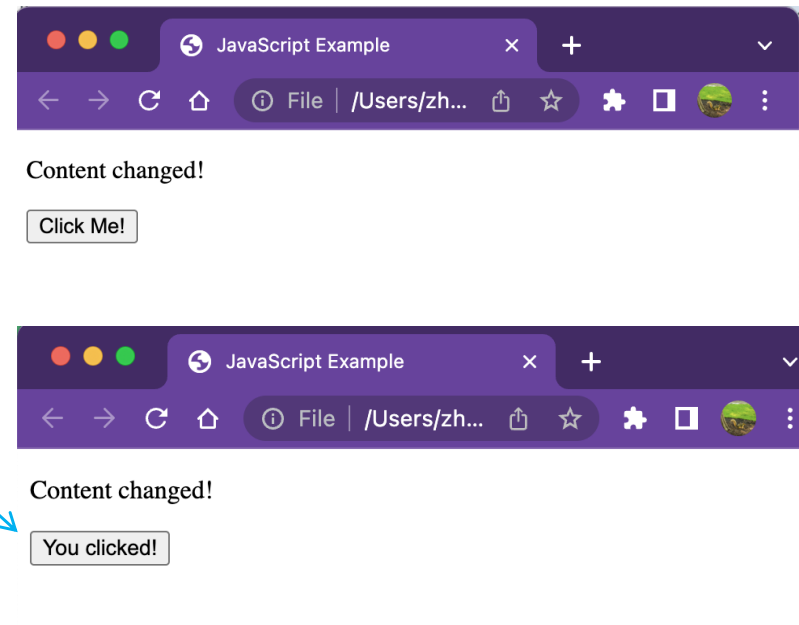 JavaScript Example
File /Users/zh...
Content changed!
Click Me!
JavaScript Example
File /Users/zh...
Content changed!
You clicked!